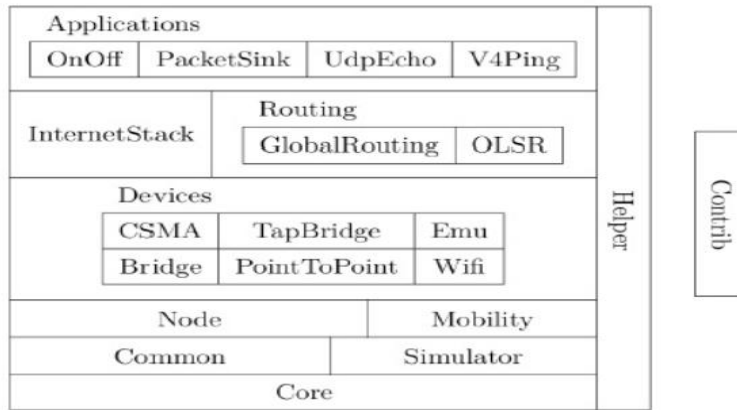 Applications
OnOff PacketSink UdpEcho V4Ping
InternetStack
Routing
GlobalRouting OLSR
Devices
CSMA TapBridge Emu
Bridge PointToPoint Wifi
Node Mobility
Common Simulator
Core
Helper
Contrib